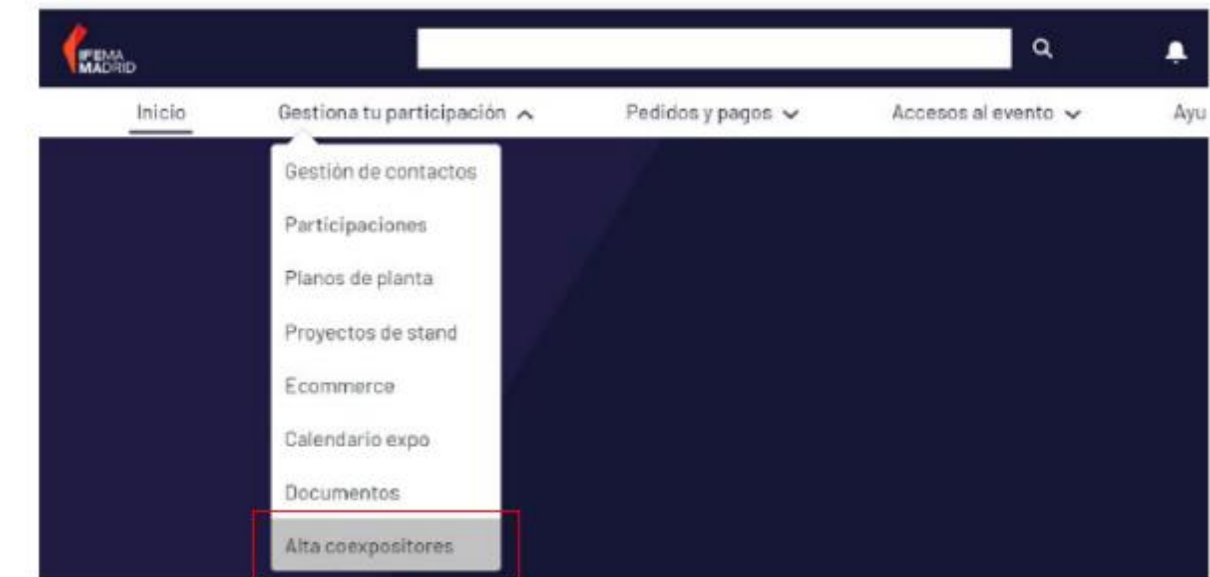 IFEMA
MADRID
Inicio Gestiona tu participación Pedidos y pagos Accesos al evento Ayu
Gestión de contactos
Participaciones
Planos de planta
Proyectos de stand
Ecommerce
Calendario expo
Documentos
Alta coexpositores